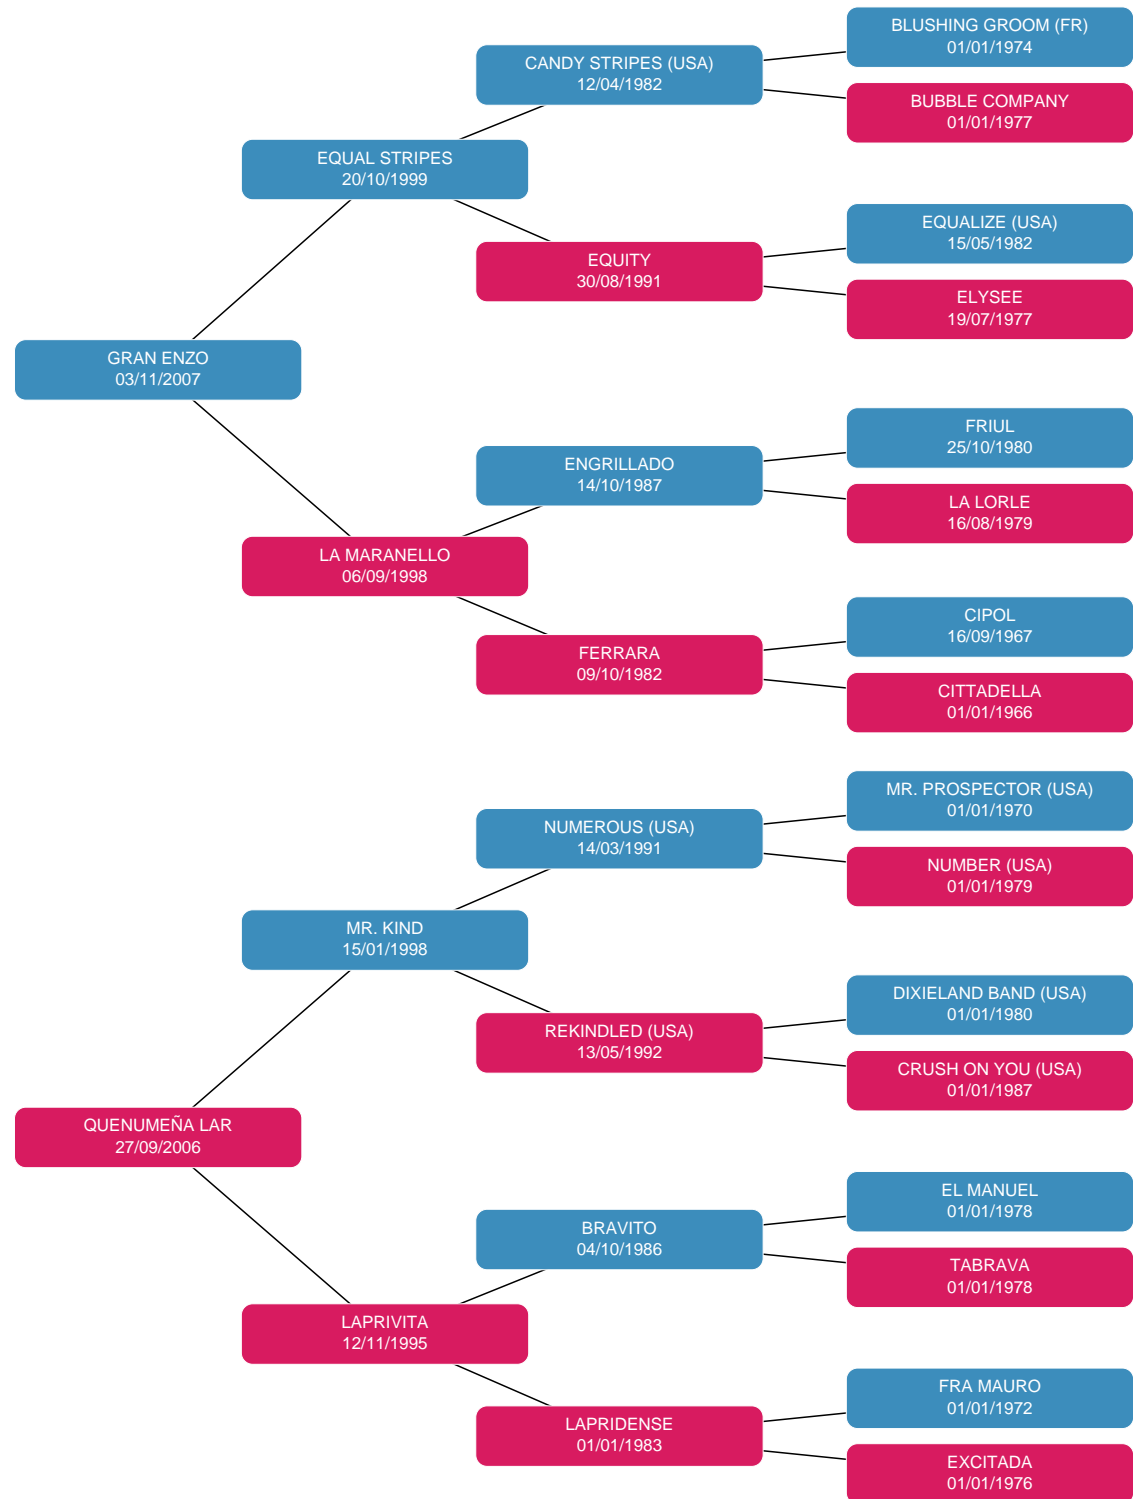 BLUSHING GROOM (FR)
01/01/1974
CANDY STRIPES (USA)
12/04/1982
BUBBLE COMPANY
01/01/1977
EQUAL STRIPES
20/10/1999
EQUALIZE (USA)
15/05/1982
EQUITY
30/08/1991
ELYSEE
19/07/1977
GRAN ENZO
03/11/2007
FRIUL
25/10/1980
ENGRILLADO
14/10/1987
LA LORLE
16/08/1979
LA MARANELLO
06/09/1998
CIPOL
16/09/1967
FERRARA
09/10/1982
CITTADELLA
01/01/1966
MR. PROSPECTOR (USA)
01/01/1970
NUMEROUS (USA)
14/03/1991
NUMBER (USA)
01/01/1979
MR. KIND
15/01/1998
DIXIELAND BAND (USA)
01/01/1980
REKINDLED (USA)
13/05/1992
CRUSH ON YOU (USA)
01/01/1987
QUENUMEÑA LAR
27/09/2006
EL MANUEL
01/01/1978
BRAVITO
04/10/1986
TABRAVA
01/01/1978
LAPRIVITA
12/11/1995
FRA MAURO
01/01/1972
LAPRIDENSE
01/01/1983
EXCITADA
01/01/1976